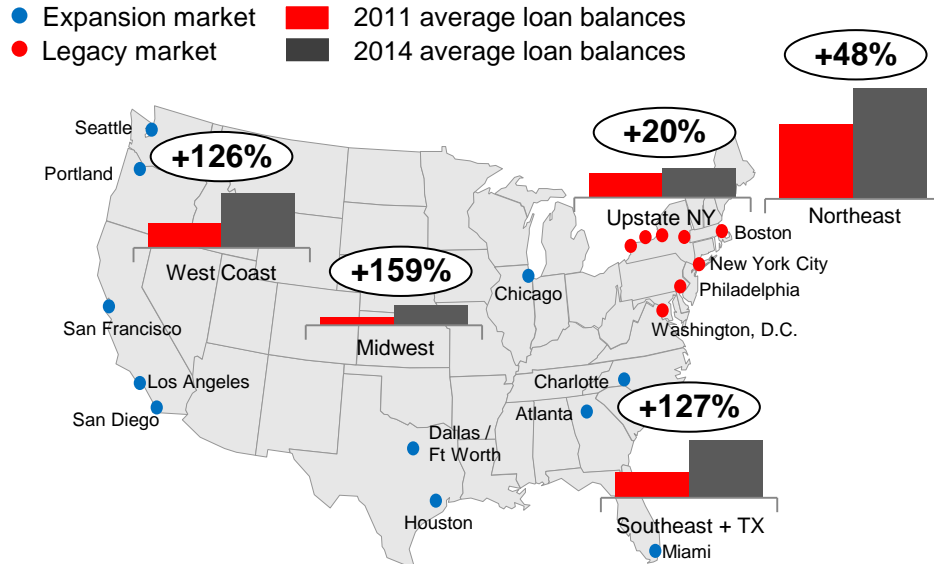 Expansion market
2011 average loan balances
Legacy market
2014 average loan balances
+48%
+20%
Seattle
+126%
Portland
Northeast
Upstate NY
Boston
West Coast
+159%
New York City
Chicago
Philadelphia
San Francisco
Washington, D.C.
Midwest
Los Angeles
Charlotte
+127%
San Diego
Atlanta
Dallas /
Ft Worth
Houston
Southeast + TX
Miami